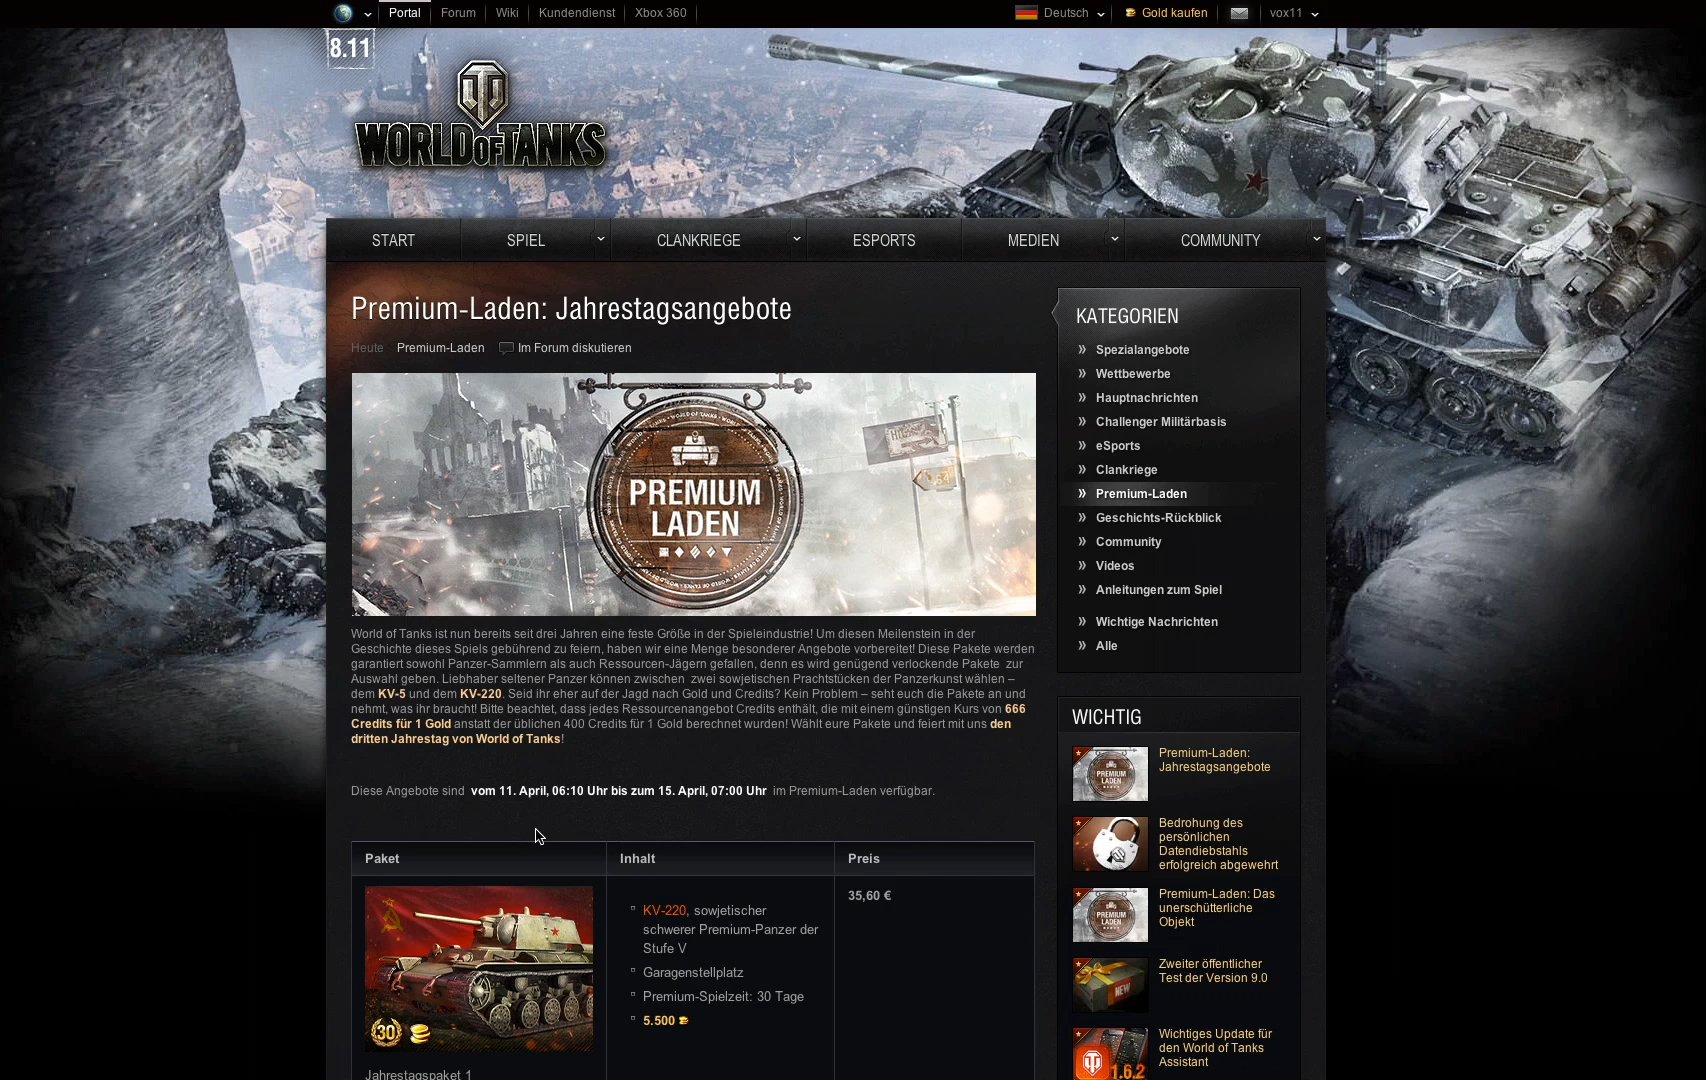 Portal
Forum
Wiki
Kundendienst
Xbox 360
Deutsch
Gold kaufen
vox11
8.11
WORLD OF TANKS
START
SPIEL
CLANKRIEGE
ESPORTS
MEDIEN
COMMUNITY
Premium-Laden: Jahrestagsangebote
Heute
Premium-Laden
Im Forum diskutieren
PREMIUM
LADEN
World of Tanks ist nun bereits seit drei Jahren eine feste Größe in der Spieleindustrie! Um diesen Meilenstein in der
Geschichte dieses Spiels gebührend zu feiern, haben wir eine Menge besonderer Angebote vorbereitet! Diese Pakete werden
garantiert sowohl Panzer-Sammlern als auch Ressourcen-Jägern gefallen, denn es wird genügend verlockende Pakete zur
Auswahl geben. Liebhaber seltener Panzer können zwischen zwei sowjetischen Prachtstücken der Panzerkunst wählen –
dem KV-5 und dem KV-220. Seid ihr eher auf der Jagd nach Gold und Credits? Kein Problem – seht euch die Pakete an und
nehmt, was ihr braucht! Bitte beachtet, dass jedes Ressourcenangebot Credits enthält, die mit einem günstigen Kurs von 666
Credits für 1 Gold anstatt der üblichen 400 Credits für 1 Gold berechnet wurden! Wählt eure Pakete und feiert mit uns den
dritten Jahrestag von World of Tanks!
Diese Angebote sind vom 11. April, 06:10 Uhr bis zum 15. April, 07:00 Uhr im Premium-Laden verfügbar.
Paket
Inhalt
Preis
30
Jahrestagspaket 1
KV-220, sowjetischer
schwerer Premium-Panzer der
Stufe V
Garagenstellplatz
Premium-Spielzeit: 30 Tage
5.500
35,60 €
KATEGORIEN
Spezialangebote
Wettbewerbe
Hauptnachrichten
Challenger Militärbasis
eSports
Clankriege
Premium-Laden
Geschichts-Rückblick
Community
Videos
Anleitungen zum Spiel
Wichtige Nachrichten
Alle
WICHTIG
PREMIUM
LADEN
Premium-Laden:
Jahrestagsangebote
Bedrohung des
persönlichen
Datendiebstahls
erfolgreich abgewehrt
PREMIUM
LADEN
Premium-Laden: Das
unerschütterliche
Objekt
NEW
Zweiter öffentlicher
Test der Version 9.0
1.6.2
Wichtiges Update für
den World of Tanks
Assistant